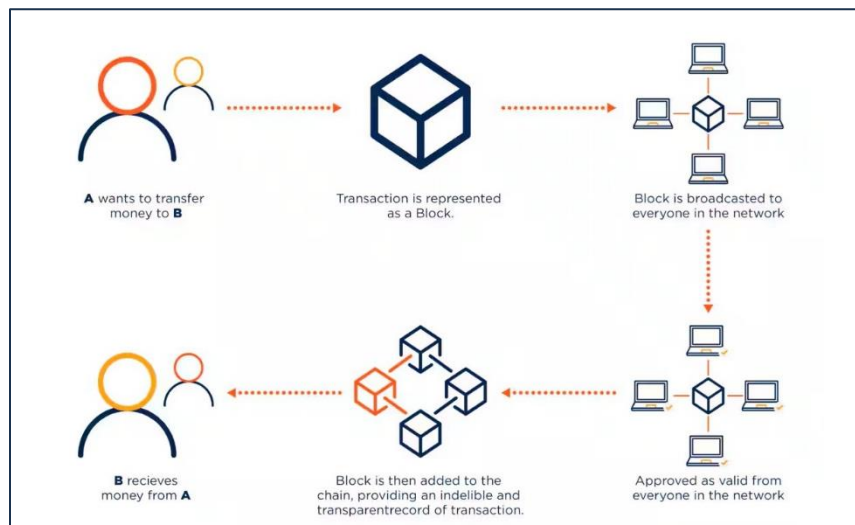 A wants to transfer
money to B
Transaction is represented
as a Block.
Block is broadcasted to
everyone in the network
B recieves
money from A
Block is then added to the
chain, providing an indelible and
transparentrecord of transaction.
Approved as valid from
everyone in the network